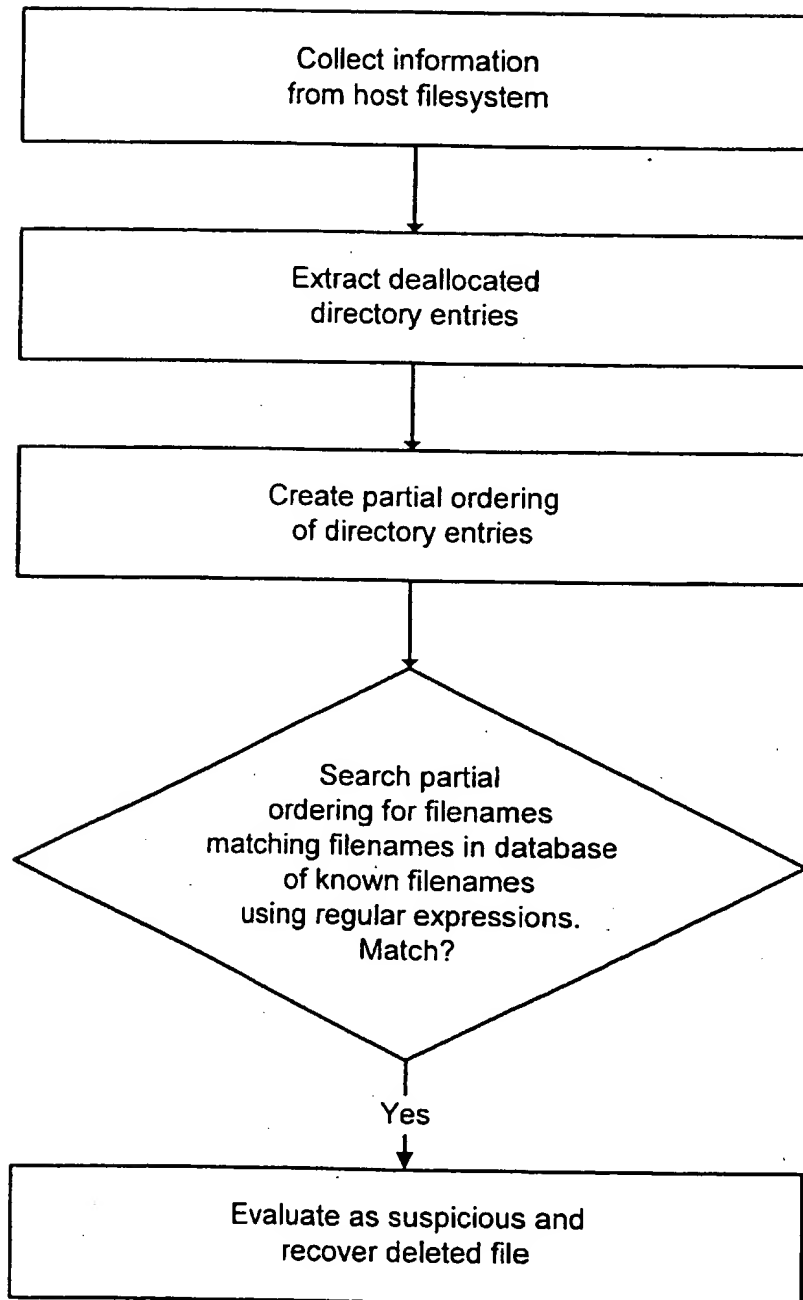 Collect information
from host filesystem
Extract deallocated
directory entries
Create partial ordering
of directory entries
Search partial
ordering for filenames
matching filenames in database
of known filenames
using regular expressions.
Match?
Yes
Evaluate as suspicious and
recover deleted file